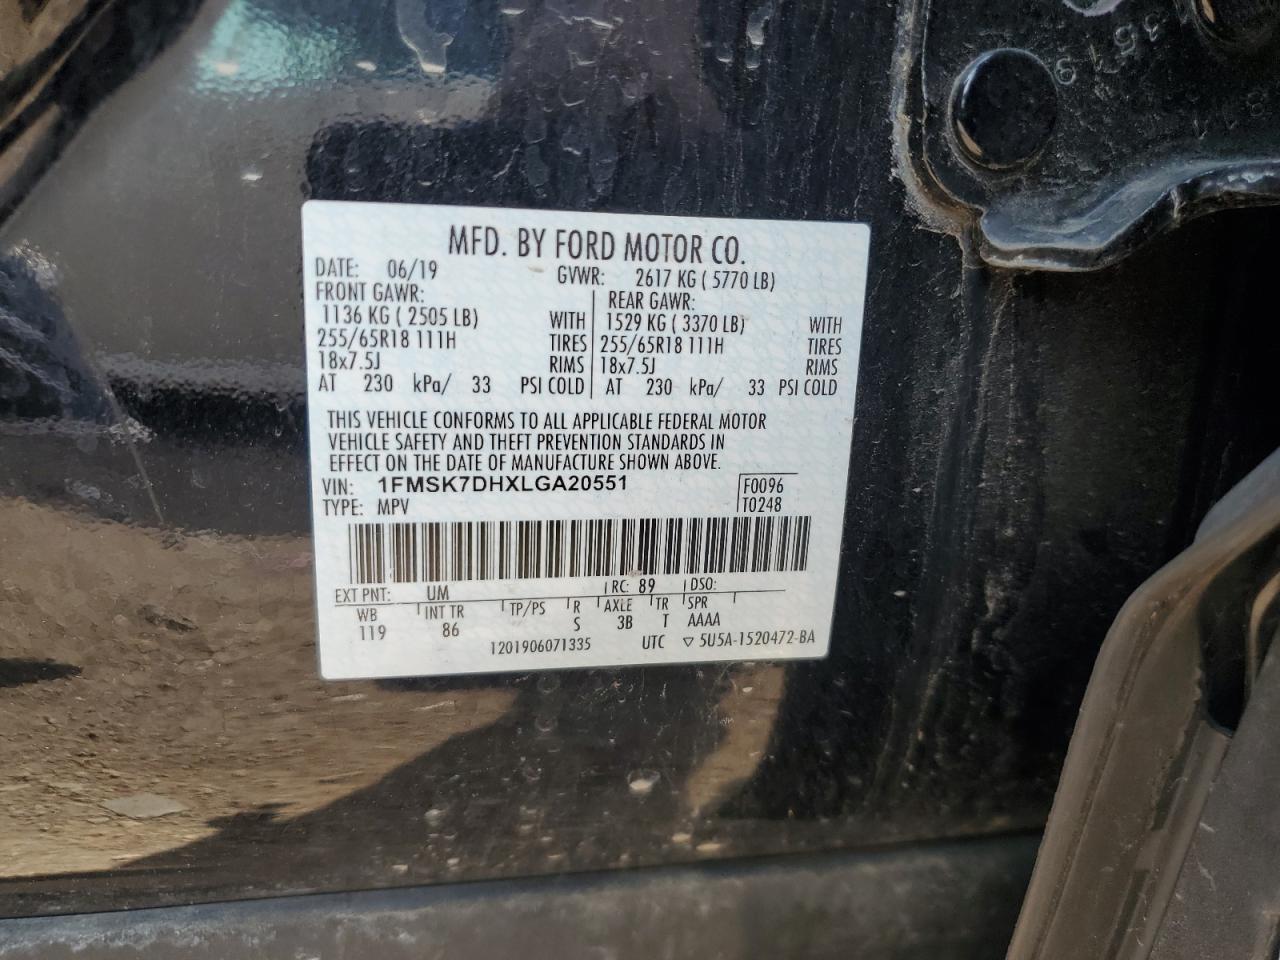 3519
811
MFD. BY FORD MOTOR CO.
DATE: 06/19 GVWR: 2617 KG ( 5770 LB)
FRONT GAWR: REAR GAWR:
1136 KG ( 2505 LB) WITH 1529 KG ( 3370 LB) WITH
255/65R18 111H TIRES 255/65R18 111H TIRES
18x7.5J RIMS 18x7.5J RIMS
AT 230 kPa/ 33 PSI COLD AT 230 kPa/ 33 PSI COLD
THIS VEHICLE CONFORMS TO ALL APPLICABLE FEDERAL MOTOR
VEHICLE SAFETY AND THEFT PREVENTION STANDARDS IN
EFFECT ON THE DATE OF MANUFACTURE SHOWN ABOVE.
VIN: 1FMSK7DHXLGA20551 F0096
TYPE: MPV T0248
EXT PNT: UM RC: 89 DSO:
WB INT TR TP/PS R AXLE TR SPR
119 86 S 3B T AAAA
1201906071335 UTC ▽ 5U5A-1520472-BA